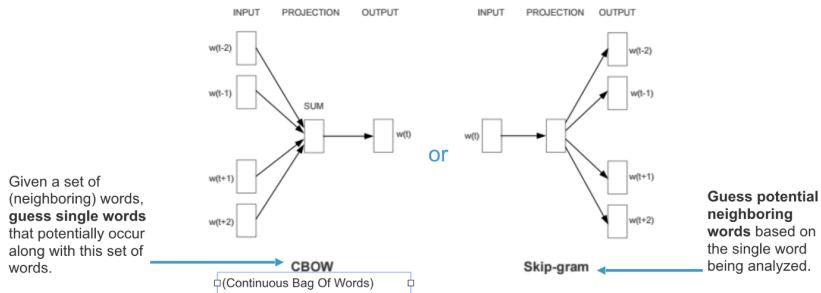 INPUT PROJECTION OUTPUT
INPUT PROJECTION OUTPUT
w(t-2)
w(t-1)
SUM
w(t)
w(t+1)
w(t+2)
or
w(t)
w(t-2)
w(t-1)
w(t+1)
w(t+2)
Given a set of
(neighboring) words,
guess single words
that potentially occur
along with this set of
words.
CBOW
(Continuous Bag Of Words)
Skip-gram
Guess potential
neighboring
words based on
the single word
being analyzed.